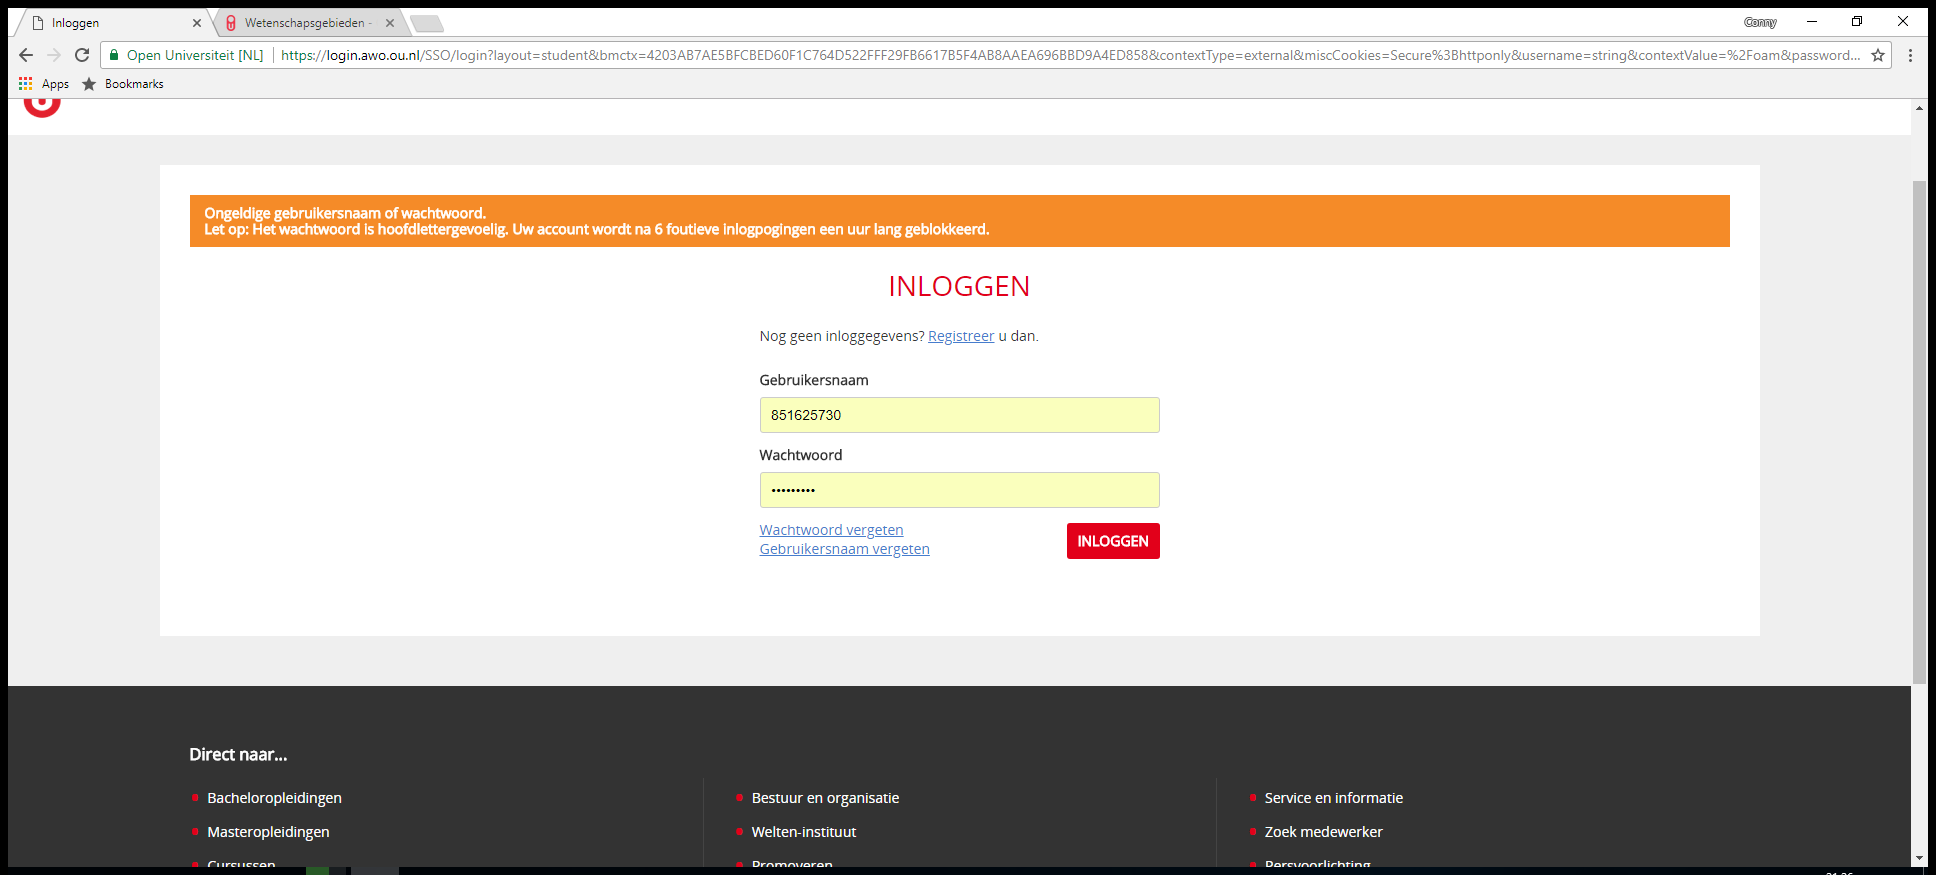 Inloggen
Wetenschapsgebieden -
Conny
Open Universiteit [NL] https://login.awo.ou.nl/SSO/login?layout=student&bmctx=4203AB7AE5BFCBED60F1C764D522FFF29FB6617B5F4AB8AAEA696BBD9A4ED858&contextType=external&miscCookies=Secure%3Bhttponly&username=string&contextValue=%2Foam&password...
Apps Bookmarks
Ongeldige gebruikersnaam of wachtwoord.
Let op: Het wachtwoord is hoofdlettergevoelig. Uw account wordt na 6 foutieve inlogpogingen een uur lang geblokkeerd.
INLOGGEN
Nog geen inloggegevens? Registreer u dan.
Gebruikersnaam
851625730
Wachtwoord
•••••••••
Wachtwoord vergeten
Gebruikersnaam vergeten
INLOGGEN
Direct naar...
Bacheloropleidingen
Masteropleidingen
Cursussen
Bestuur en organisatie
Welten-instituut
Promoveren
Service en informatie
Zoek medewerker
Persvoorlichting